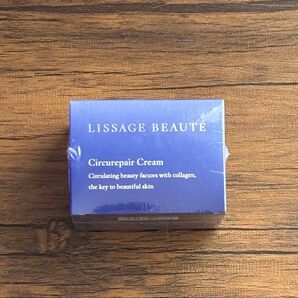 LISSAGE BEAUTÉ
Circurepair Cream
Circulating beauty factors with collagen,
the key to beautiful skin